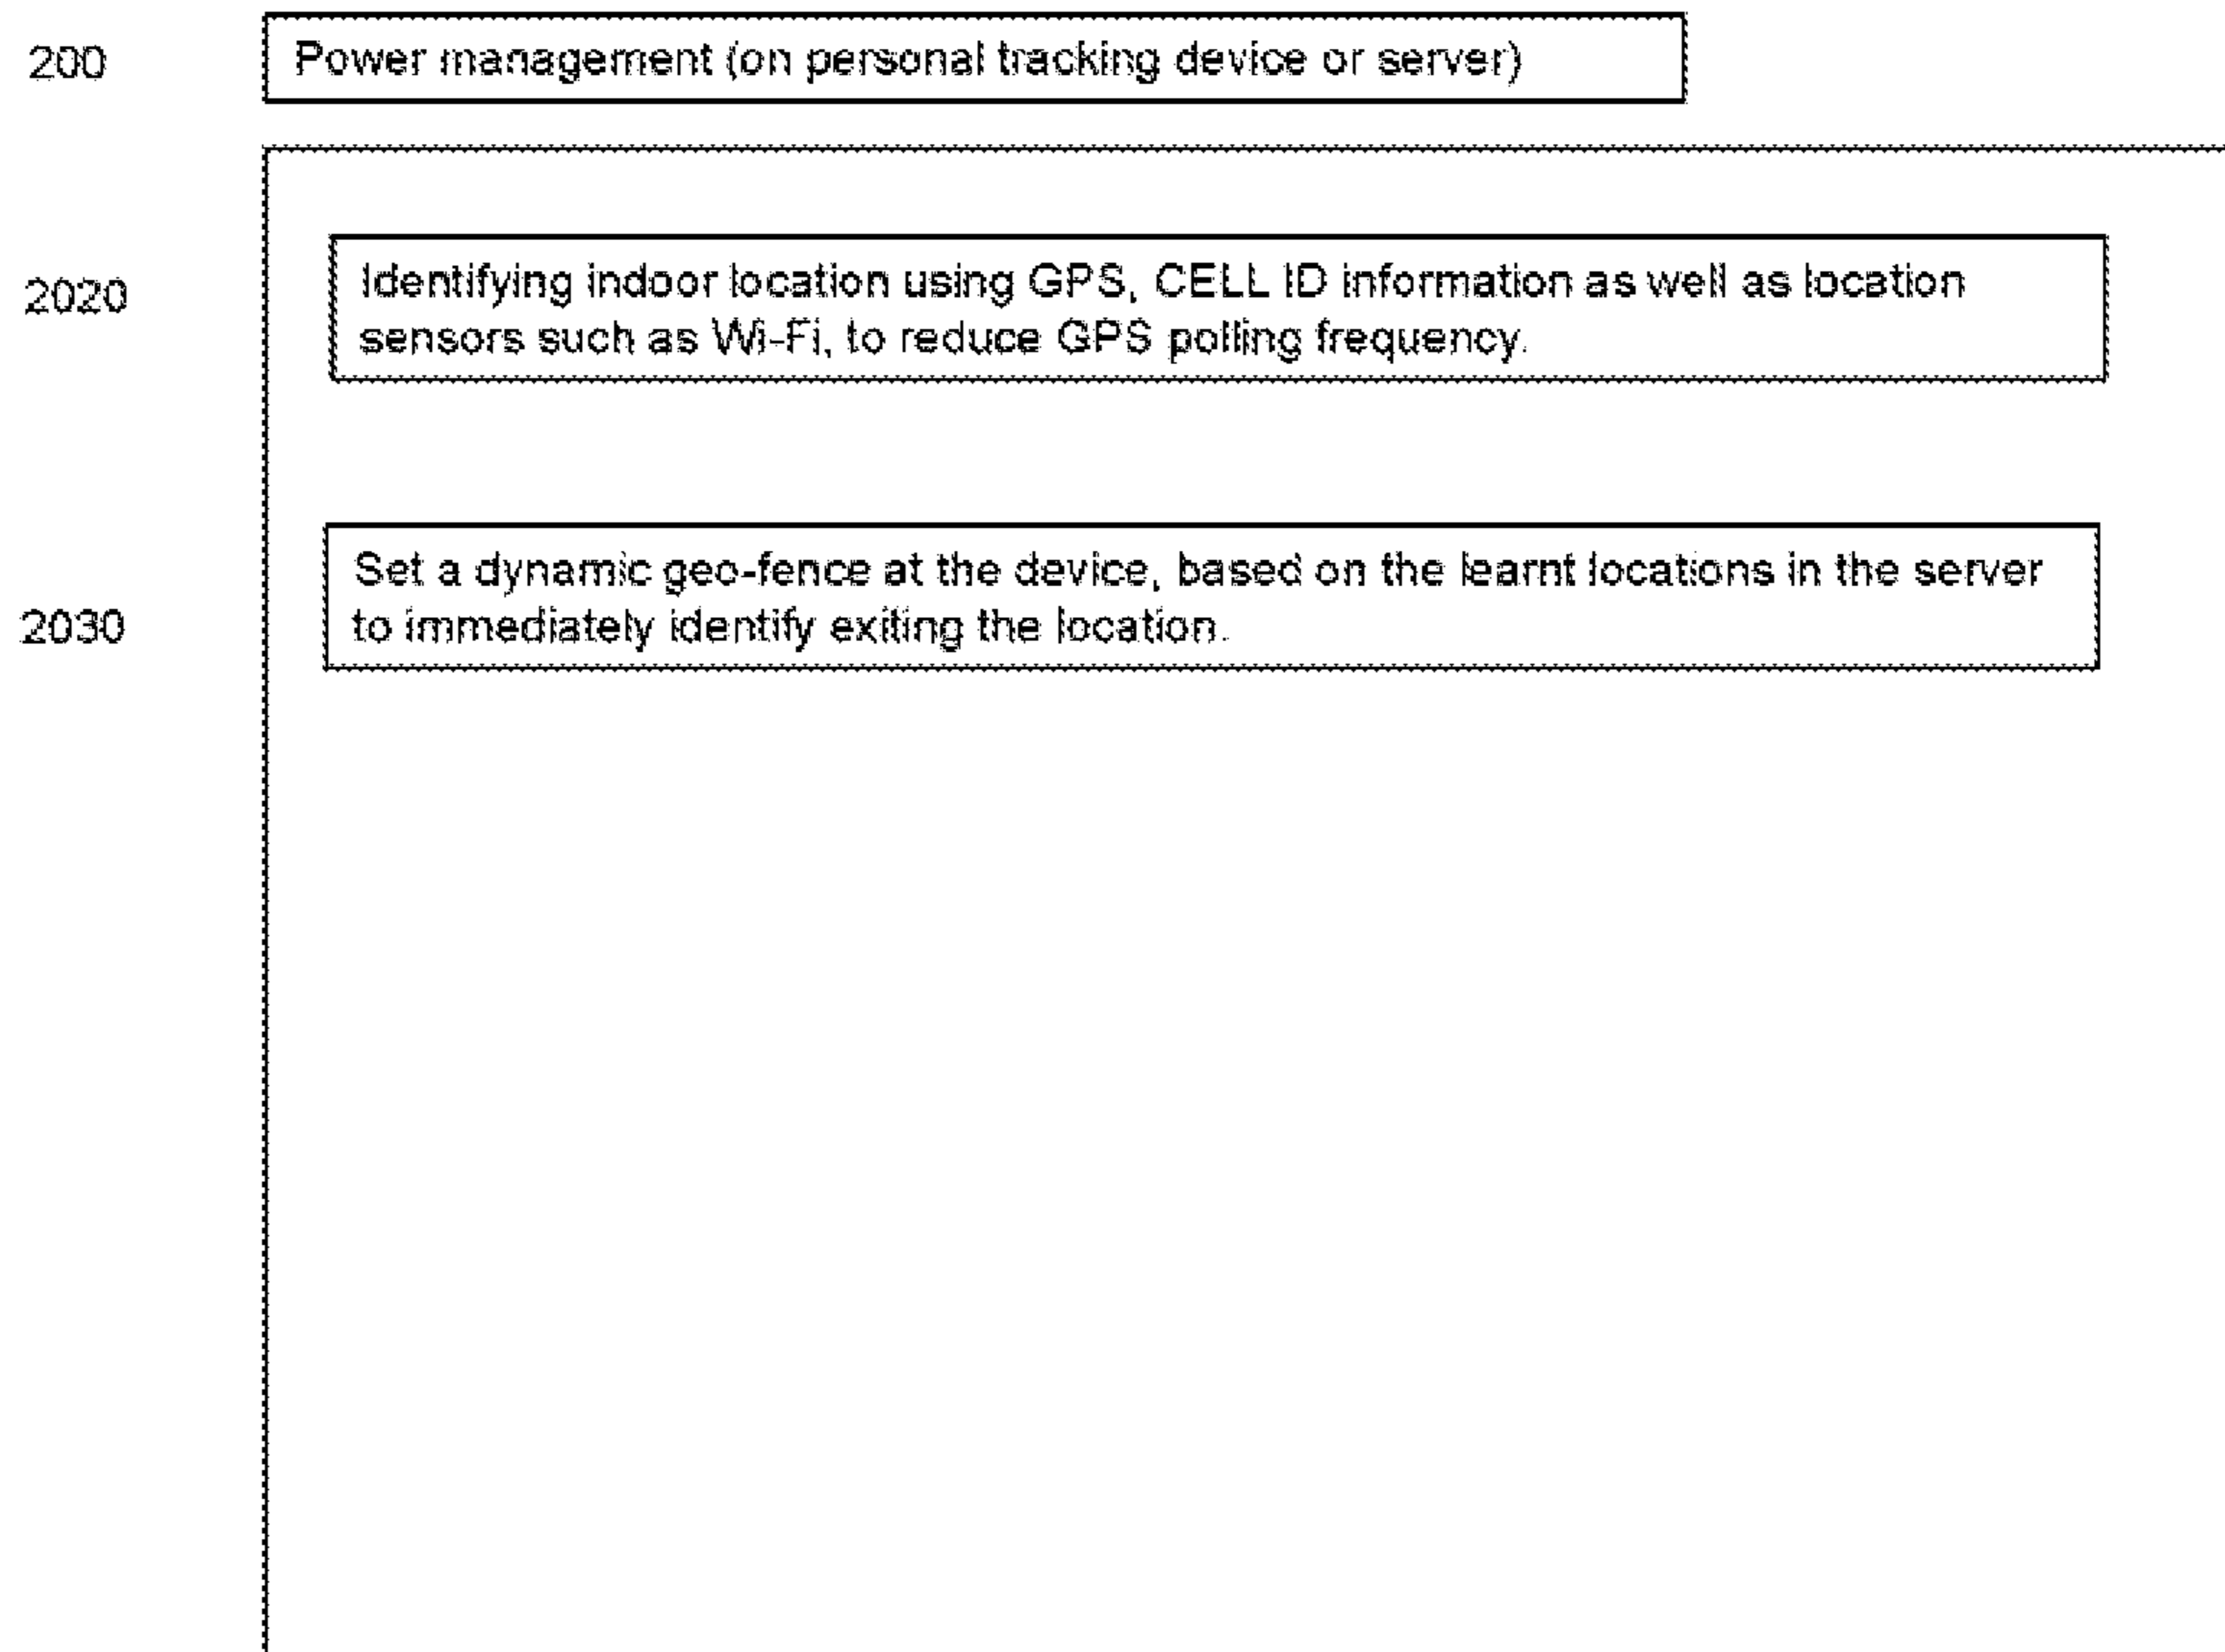 200
Power management (on personal tracking device or server)
2020
Identifying indoor location using GPS, CELL ID information as well as location
sensors such as Wi-Fi, to reduce GPS polling frequency.
2030
Set a dynamic geo-fence at the device, based on the learnt locations in the server
to immediately identify exiting the location.